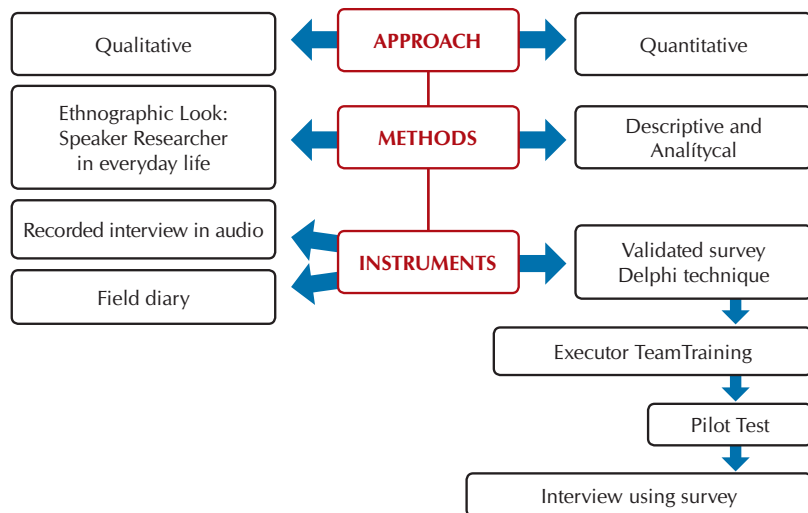 Qualitative
APPROACH
Quantitative
Ethnographic Look:
Speaker Researcher
in everyday life
METHODS
Descriptive and
Analítycal
Recorded interview in audio
Field diary
INSTRUMENTS
Validated survey
Delphi technique
Executor TeamTraining
Pilot Test
Interview using survey